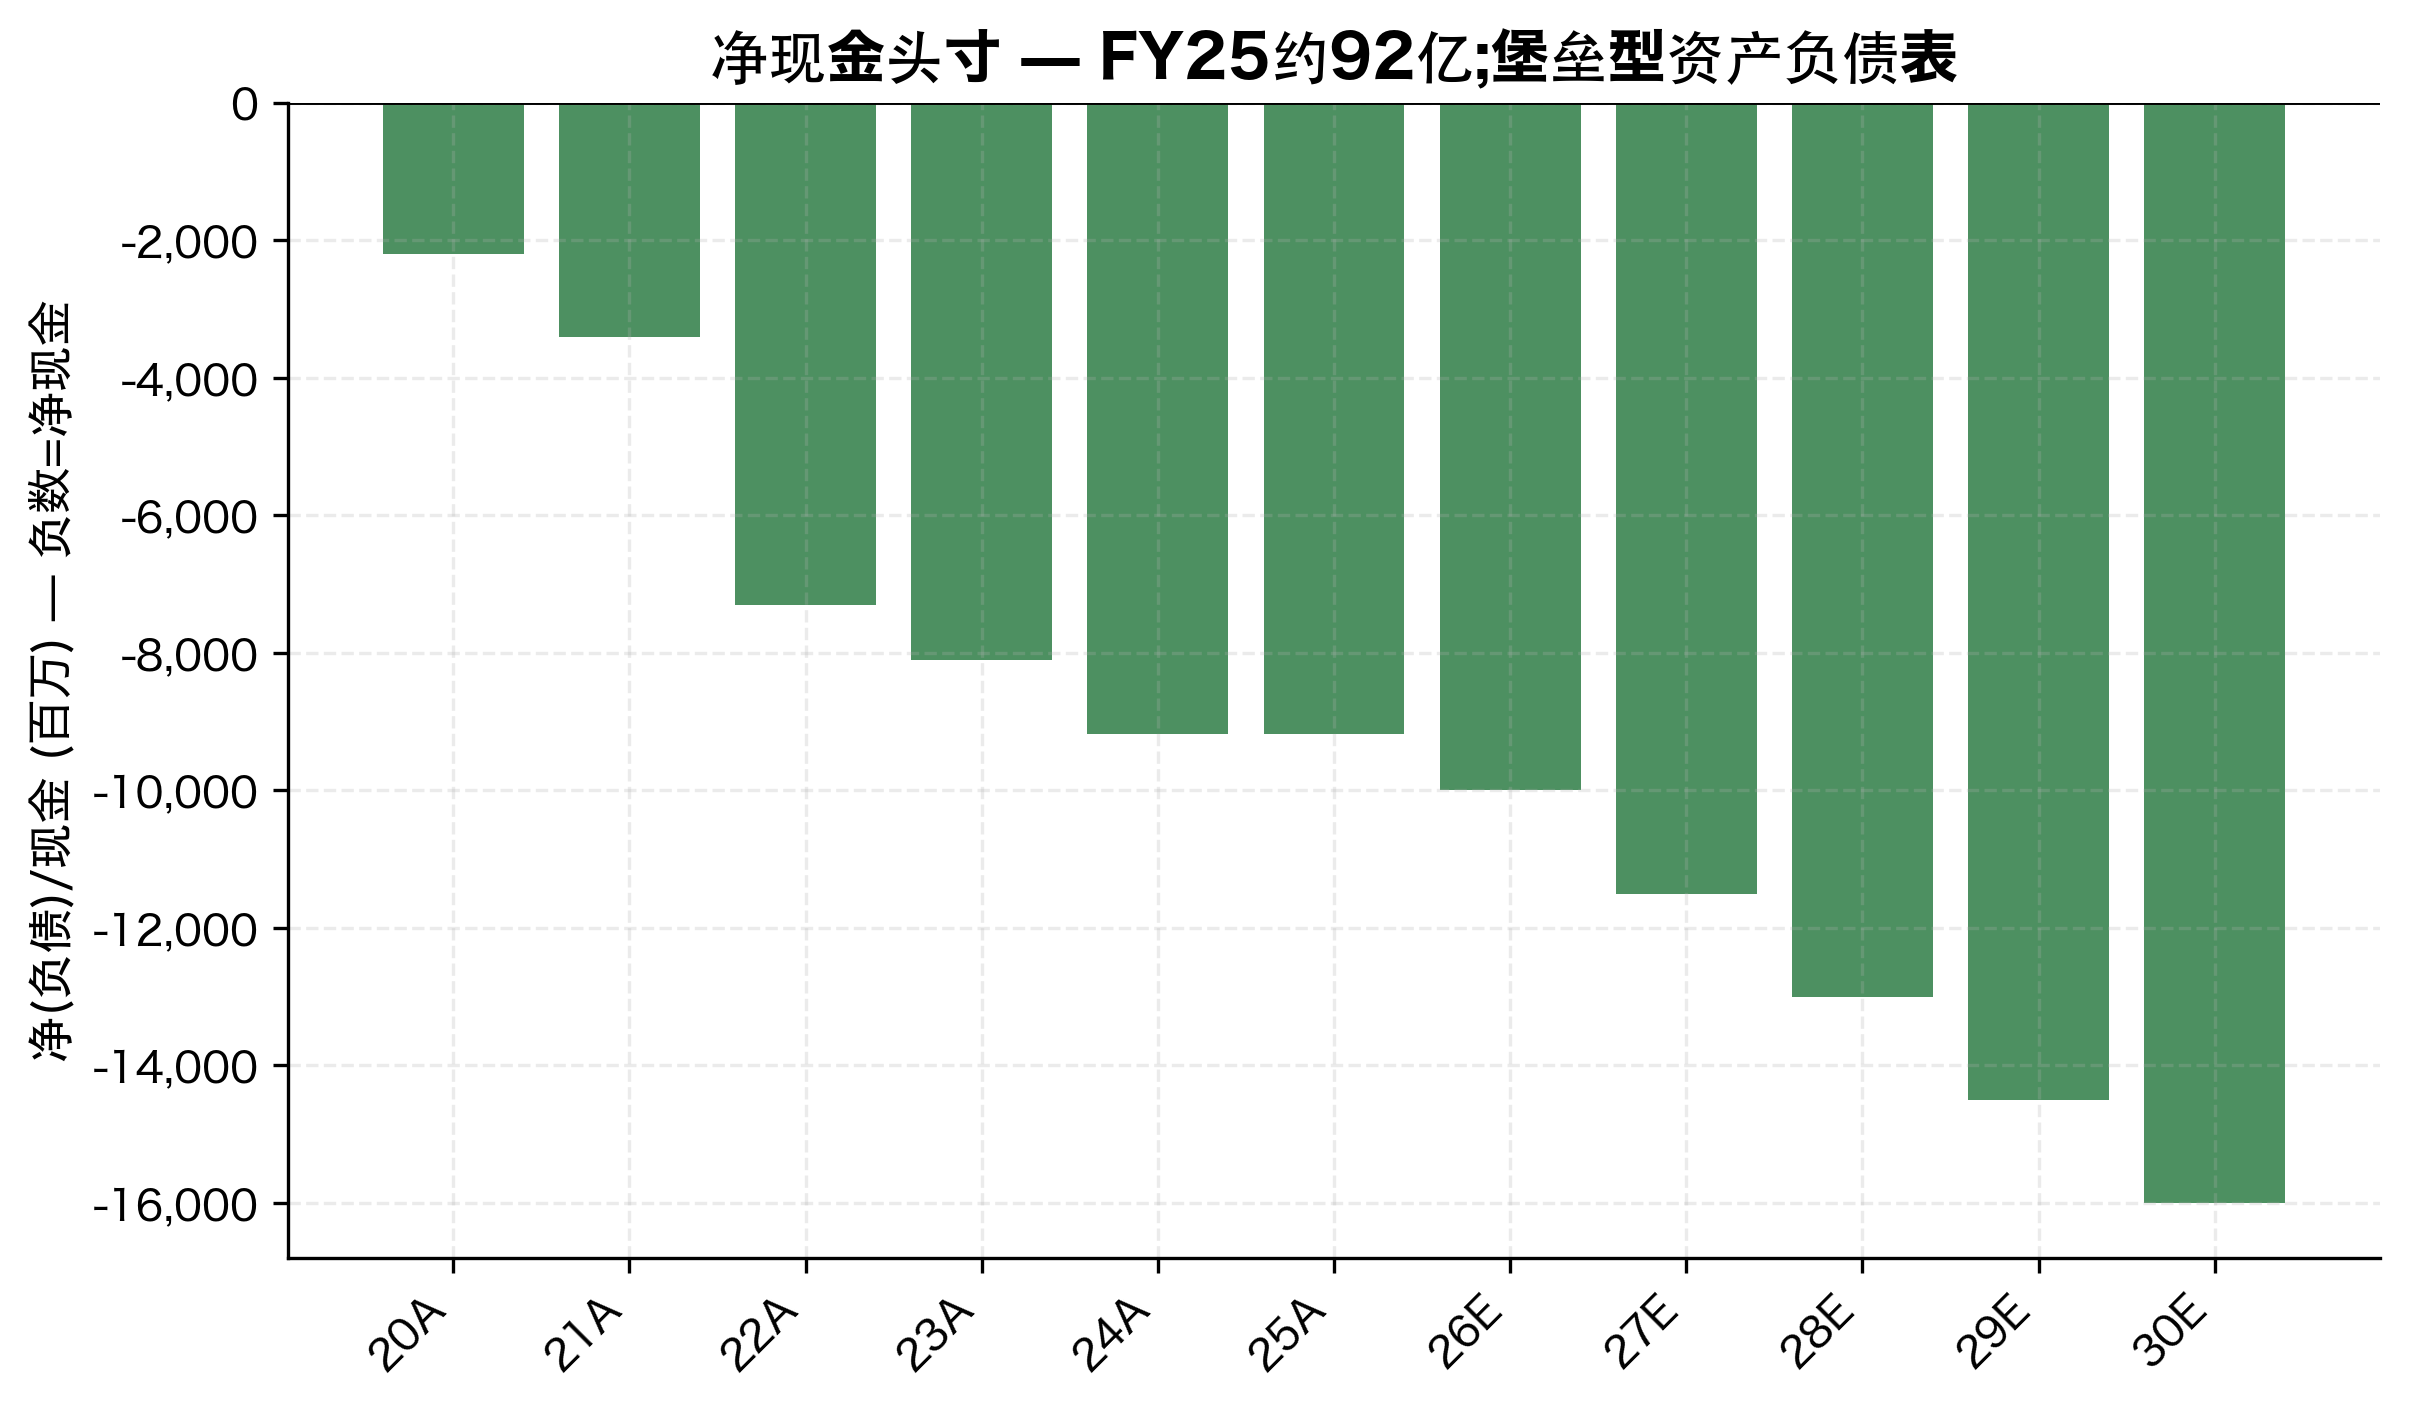 净现金头寸 — FY25约92亿;堡垒型资产负债表
净(负债)/现金 (百万) — 负数=净现金
0
-2,000
-4,000
-6,000
-8,000
-10,000
-12,000
-14,000
-16,000
20A
21A
22A
23A
24A
25A
26E
27E
28E
29E
30E